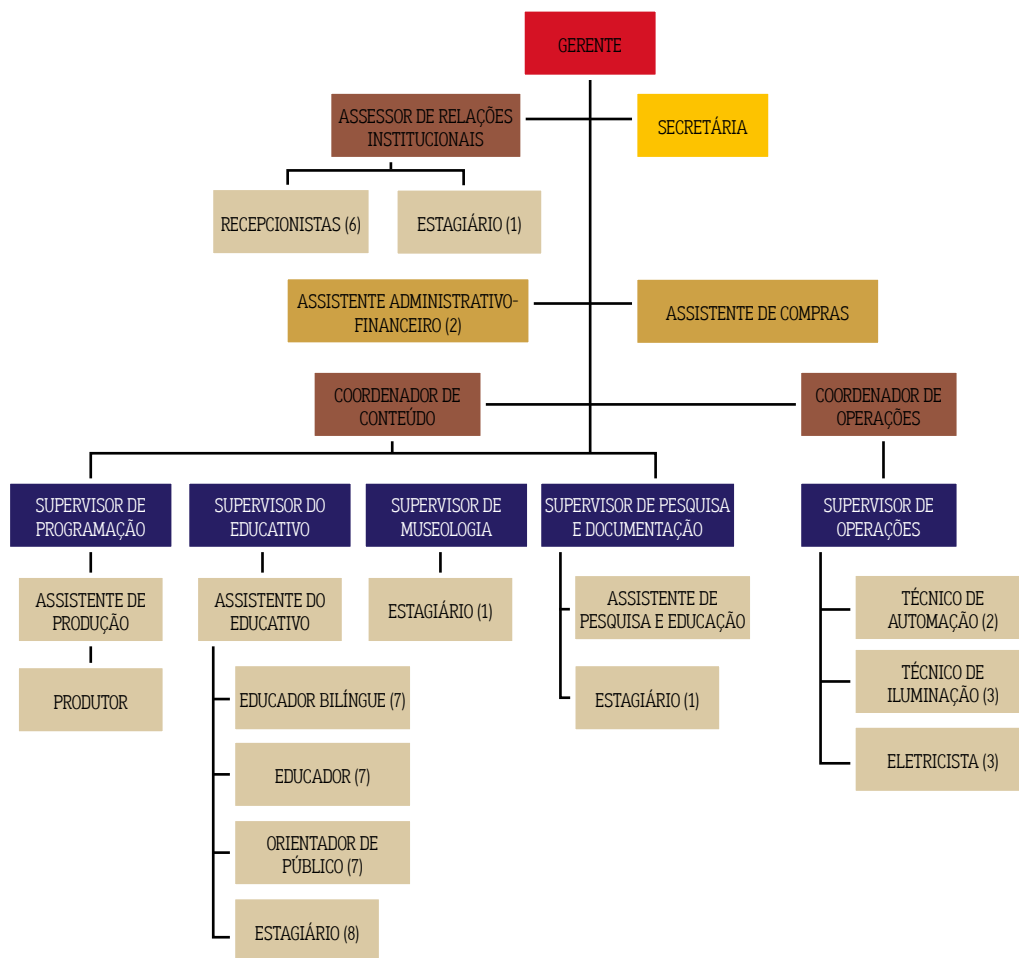 GERENTE
ASSESSOR DE RELAÇÕES
INSTITUCIONAIS
SECRETÁRIA
RECEPCIONISTAS (6)
ESTAGIÁRIO (1)
ASSISTENTE ADMINISTRATIVO-
FINANCEIRO (2)
ASSISTENTE DE COMPRAS
COORDENADOR DE
CONTEÚDO
COORDENADOR DE
OPERAÇÕES
SUPERVISOR DE
PROGRAMAÇÃO
SUPERVISOR DO
EDUCATIVO
SUPERVISOR DE
MUSEOLOGIA
SUPERVISOR DE PESQUISA
E DOCUMENTAÇÃO
SUPERVISOR DE
OPERAÇÕES
ASSISTENTE DE
PRODUÇÃO
PRODUTOR
ASSISTENTE DO
EDUCATIVO
EDUCADOR BILÍNGUE (7)
EDUCADOR (7)
ORIENTADOR DE
PÚBLICO (7)
ESTAGIÁRIO (8)
ESTAGIÁRIO (1)
ASSISTENTE DE
PESQUISA E EDUCAÇÃO
ESTAGIÁRIO (1)
TÉCNICO DE
AUTOMAÇÃO (2)
TÉCNICO DE
ILUMINAÇÃO (3)
ELETRICISTA (3)